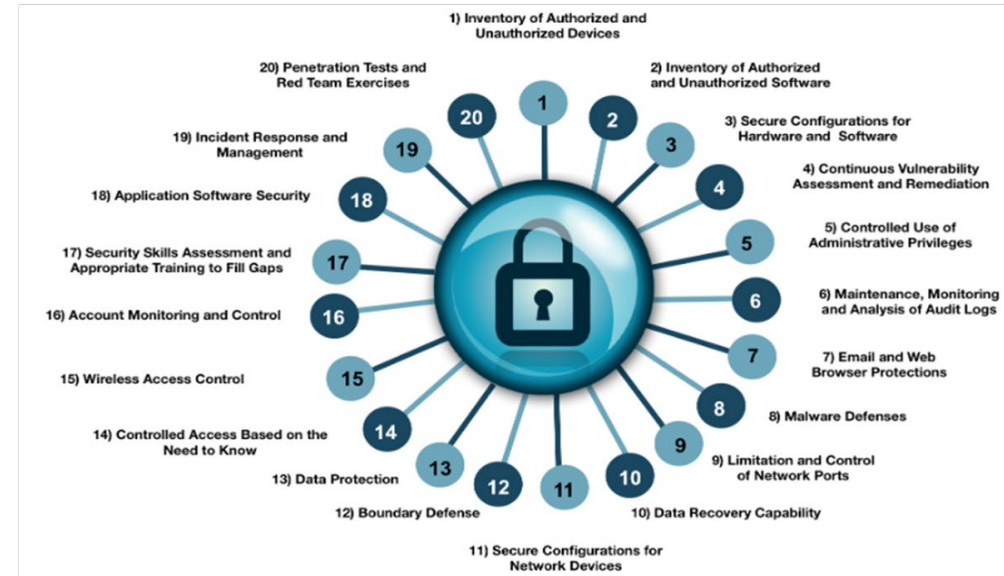 1) Inventory of Authorized and
Unauthorized Devices
2) Inventory of Authorized
and Unauthorized Software
3) Secure Configurations for
Hardware and Software
4) Continuous Vulnerability
Assessment and Remediation
5) Controlled Use of
Administrative Privileges
6) Maintenance, Monitoring
and Analysis of Audit Logs
7) Email and Web
Browser Protections
8) Malware Defenses
9) Limitation and Control
of Network Ports
10) Data Recovery Capability
11) Secure Configurations for
Network Devices
12) Boundary Defense
13) Data Protection
14) Controlled Access Based on the
Need to Know
15) Wireless Access Control
16) Account Monitoring and Control
17) Security Skills Assessment and
Appropriate Training to Fill Gaps
18) Application Software Security
19) Incident Response and
Management
20) Penetration Tests and
Red Team Exercises
1
2
3
4
5
6
7
8
9
10
11
12
13
14
15
16
17
18
19
20